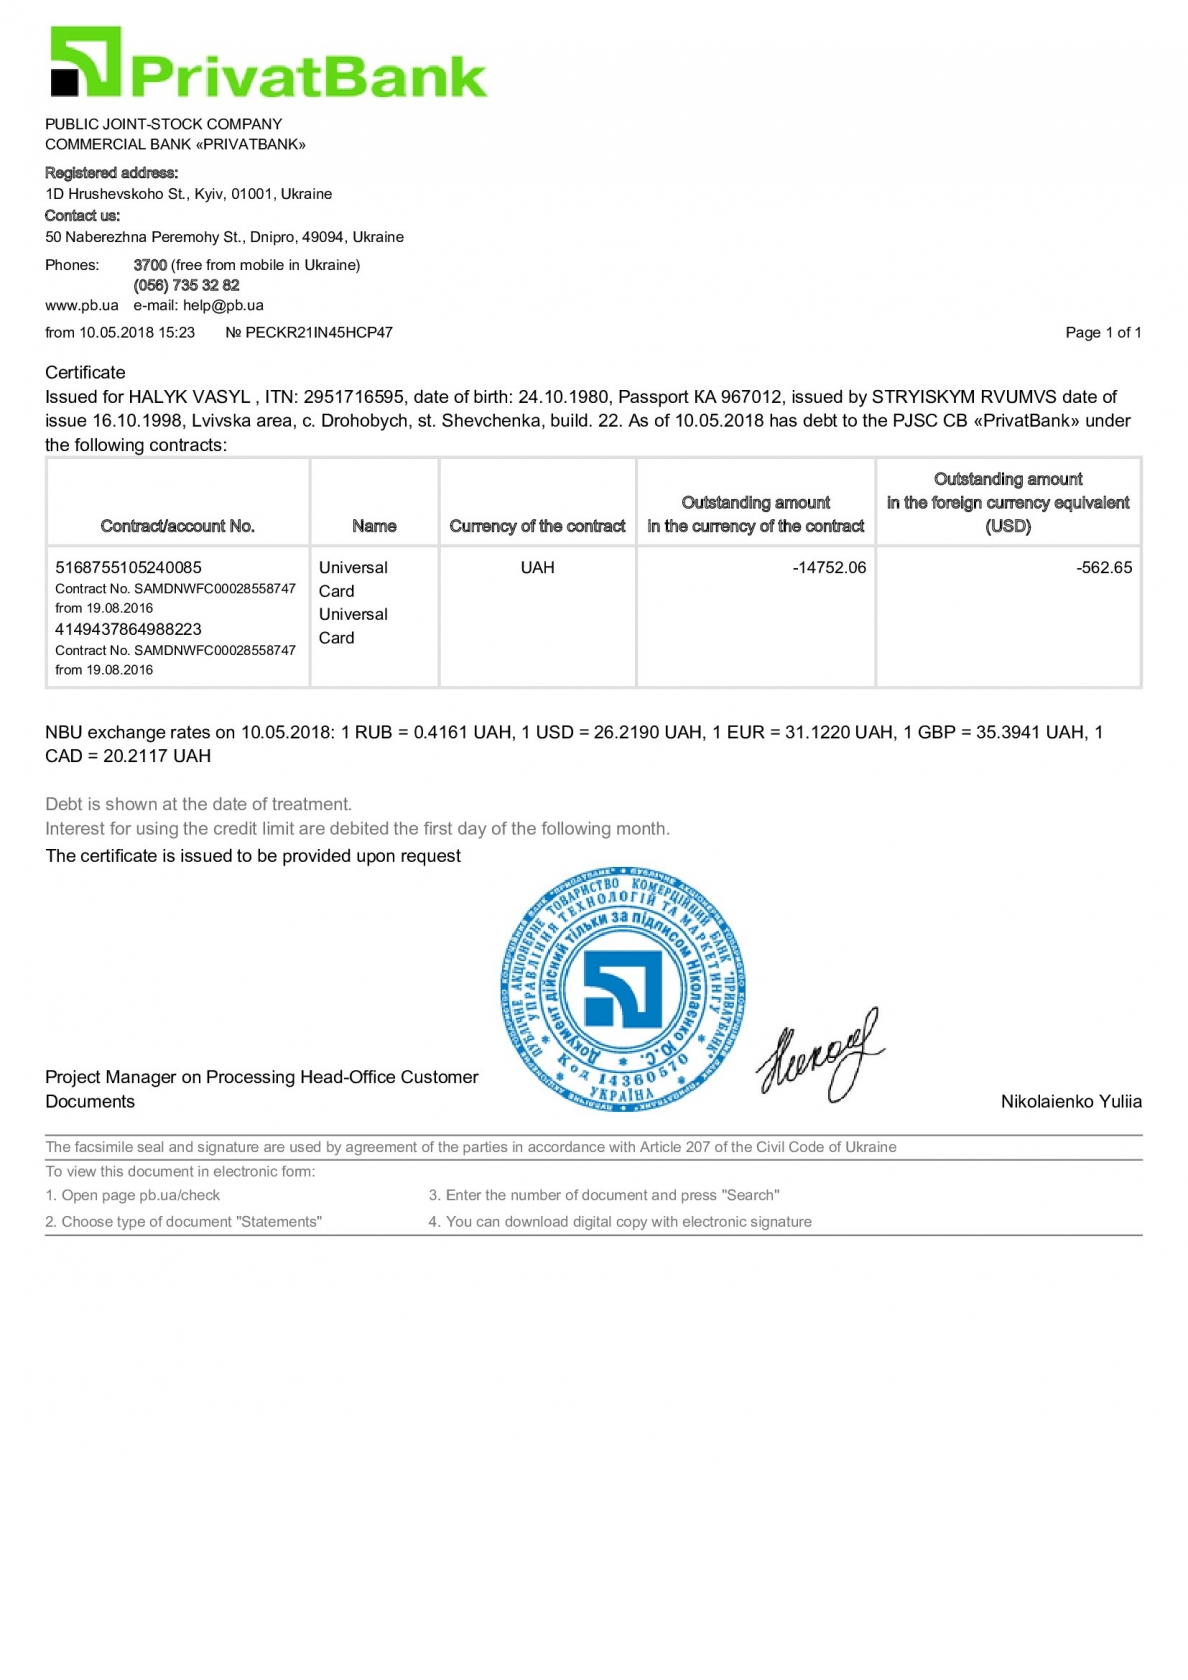 PrivatBank
PUBLIC JOINT-STOCK COMPANY
COMMERCIAL BANK «PRIVATBANK»
Registered address:
1D Hrushevskoho St., Kyiv, 01001, Ukraine
Contact us:
50 Naberezhna Peremohy St., Dnipro, 49094, Ukraine
Phones: 3700 (free from mobile in Ukraine)
(056) 735 32 82
www.pb.ua e-mail: help@pb.ua
from 10.05.2018 15:23 № PECKR21IN45HCP47 Page 1 of 1
Certificate
Issued for HALYK VASYL , ITN: 2951716595, date of birth: 24.10.1980, Passport КА 967012, issued by STRYISKYM RVUMVS date of
issue 16.10.1998, Lvivska area, c. Drohobych, st. Shevchenka, build. 22. As of 10.05.2018 has debt to the PJSC CB «PrivatBank» under
the following contracts:
Contract/account No. Name Currency of the contract Outstanding amount in the currency of the contract Outstanding amount in the foreign currency equivalent (USD)
5168755105240085 Universal UAH -14752.06 -562.65
Contract No. SAMDNWFC00028558747 Card
from 19.08.2016 Universal
4149437864988223 Card
Contract No. SAMDNWFC00028558747
from 19.08.2016
NBU exchange rates on 10.05.2018: 1 RUB = 0.4161 UAH, 1 USD = 26.2190 UAH, 1 EUR = 31.1220 UAH, 1 GBP = 35.3941 UAH, 1
CAD = 20.2117 UAH
Debt is shown at the date of treatment.
Interest for using the credit limit are debited the first day of the following month.
The certificate is issued to be provided upon request
ПУБЛІЧНЕ АКЦІОНЕРНЕ ТОВАРИСТВО КОМЕРЦІЙНИЙ БАНК "ПРИВАТБАНК"
УПРАВЛІННЯ ТЕХНОЛОГІЙ ТА МАРКЕТИНГУ
Документ дійсний тільки за підписом Ніколаєнко Ю.С.
Код 14360570
УКРАЇНА
Project Manager on Processing Head-Office Customer
Documents
Nikolaienko Yuliia
The facsimile seal and signature are used by agreement of the parties in accordance with Article 207 of the Civil Code of Ukraine
To view this document in electronic form:
1. Open page pb.ua/check 3. Enter the number of document and press "Search"
2. Choose type of document "Statements" 4. You can download digital copy with electronic signature